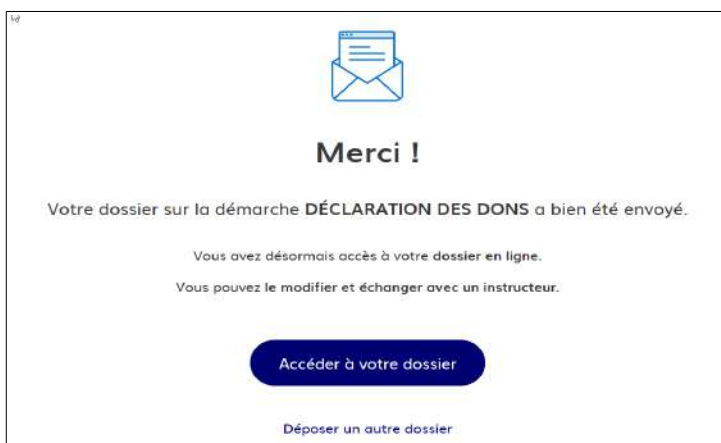 Merci !
Votre dossier sur la démarche DÉCLARATION DES DONS a bien été envoyé.
Vous avez désormais accès à votre dossier en ligne.
Vous pouvez le modifier et échanger avec un instructeur.
Accéder à votre dossier
Déposer un autre dossier